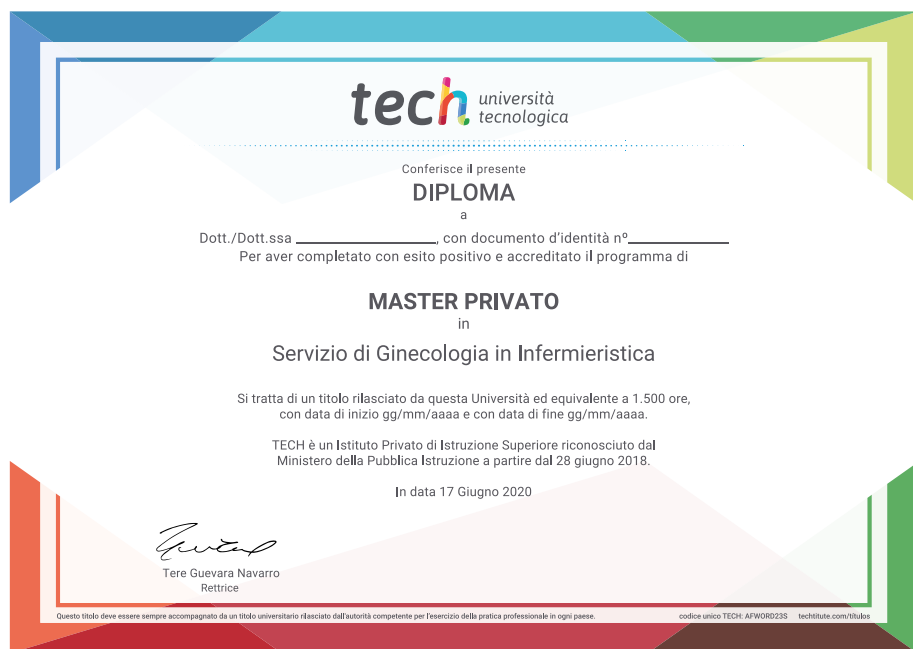 tech università
tecnologica
Conferisce il presente
DIPLOMA
a
Dott./Dott.ssa ________________, con documento d'identità nº____________
Per aver completato con esito positivo e accreditato il programma di
MASTER PRIVATO
in
Servizio di Ginecologia in Infermieristica
Si tratta di un titolo rilasciato da questa Università ed equivalente a 1.500 ore,
con data di inizio gg/mm/aaaa e con data di fine gg/mm/aaaa.
TECH è un Istituto Privato di Istruzione Superiore riconosciuto dal
Ministero della Pubblica Istruzione a partire dal 28 giugno 2018.
In data 17 Giugno 2020
Tere Guevara Navarro
Rettrice
Questo titolo deve essere sempre accompagnato da un titolo universitario rilasciato dall'autorità competente per l'esercizio della pratica professionale in ogni paese. codice unico TECH: AFWORD23S techtitute.com/titulos